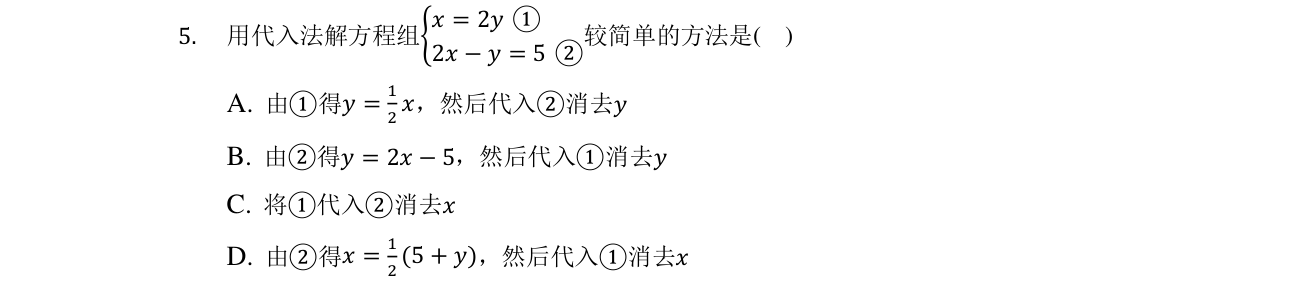 5. 用代入法解方程组{x = 2y ① 2x − y = 5 ②较简单的方法是( )
A. 由①得y = 1/2 x，然后代入②消去y
B. 由②得y = 2x − 5，然后代入①消去y
C. 将①代入②消去x
D. 由②得x = 1/2 (5 + y)，然后代入①消去x